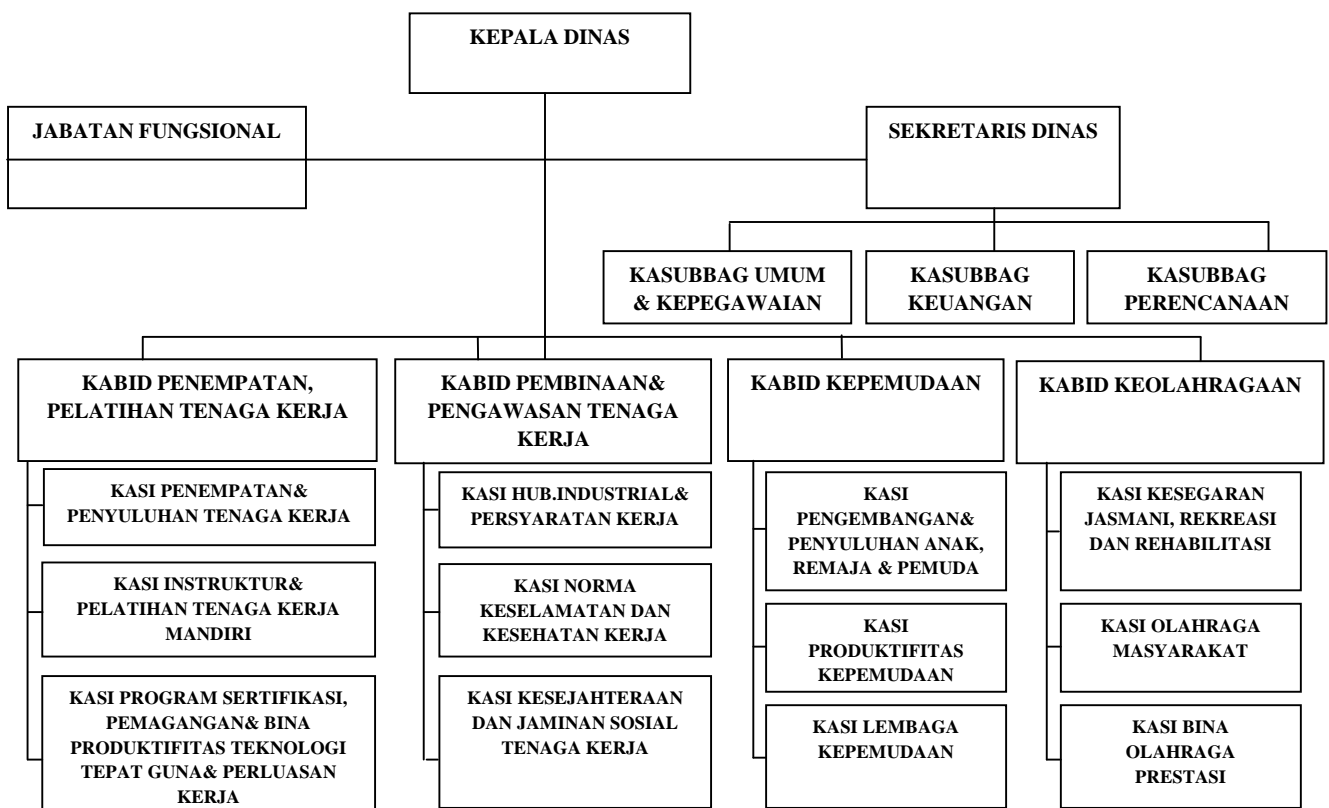 KEPALA DINAS
JABATAN FUNGSIONAL
SEKRETARIS DINAS
KASUBBAG UMUM
& KEPEGAWAIAN
KASUBBAG
KEUANGAN
KASUBBAG
PERENCANAAN
KABID PENEMPATAN,
PELATIHAN TENAGA KERJA
KABID PEMBINAAN&
PENGAWASAN TENAGA
KERJA
KABID KEPEMUDAAN
KABID KEOLAHRAGAAN
KASI PENEMPATAN&
PENYULUHAN TENAGA KERJA
KASI INSTRUKTUR&
PELATIHAN TENAGA KERJA
MANDIRI
KASI PROGRAM SERTIFIKASI,
PEMAGANGAN& BINA
PRODUKTIFITAS TEKNOLOGI
TEPAT GUNA& PERLUASAN
KERJA
KASI HUB.INDUSTRIAL&
PERSYARATAN KERJA
KASI NORMA
KESELAMATAN DAN
KESEHATAN KERJA
KASI KESEJAHTERAAN
DAN JAMINAN SOSIAL
TENAGA KERJA
KASI
PENGEMBANGAN&
PENYULUHAN ANAK,
REMAJA & PEMUDA
KASI
PRODUKTIFITAS
KEPEMUDAAN
KASI LEMBAGA
KEPEMUDAAN
KASI KESEGARAN
JASMANI, REKREASI
DAN REHABILITASI
KASI OLAHRAGA
MASYARAKAT
KASI BINA
OLAHRAGA
PRESTASI